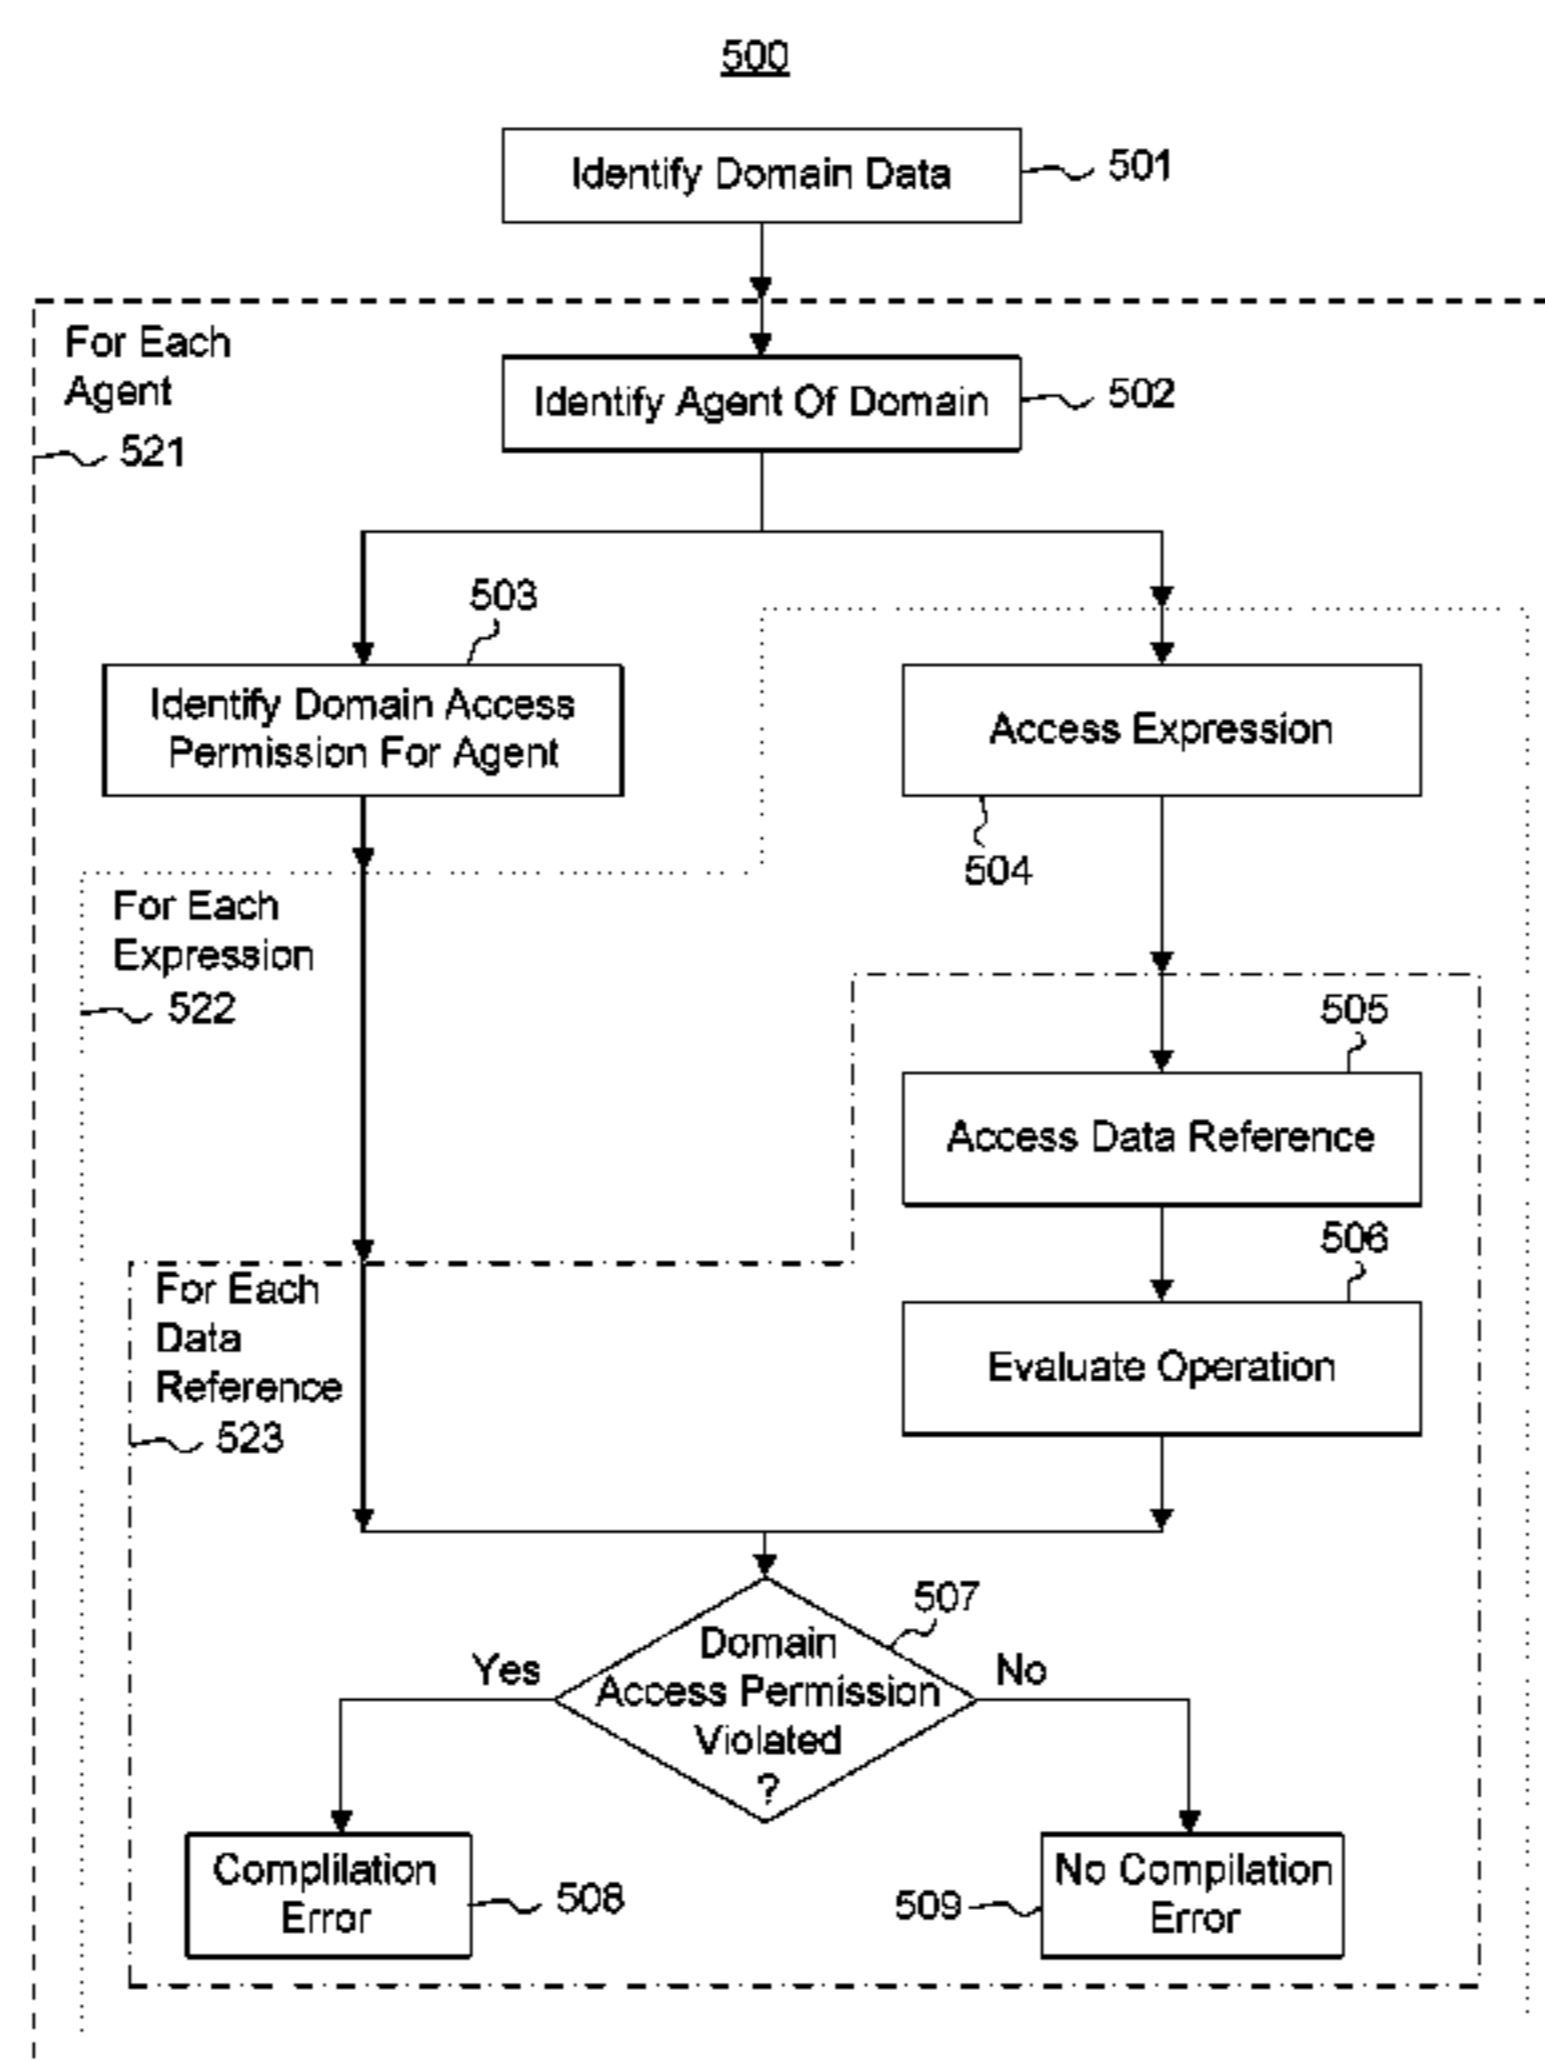 500
Identify Domain Data
501
For Each
Agent
521
Identify Agent Of Domain
502
503
Identify Domain Access
Permission For Agent
Access Expression
504
For Each
Expression
522
505
Access Data Reference
506
Evaluate Operation
For Each
Data
Reference
523
507
Domain
Access Permission
Violated
?
Yes
No
Complilation
Error
508
509
No Compilation
Error